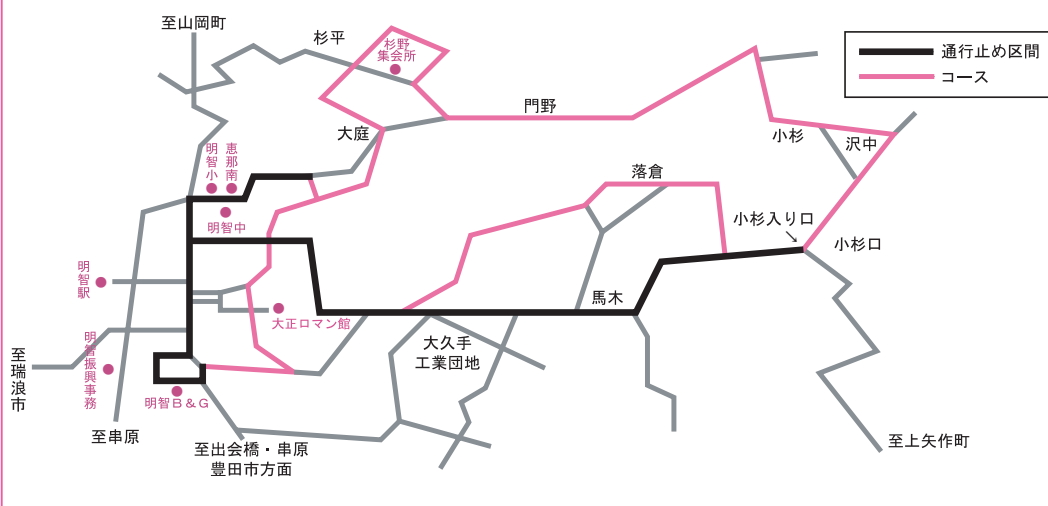 至山岡町
杉平
杉野
集会所
通行止め区間
コース
門野
大庭
小杉
沢中
明智小
恵那南
落倉
明智中
小杉入り口
↘
小杉口
明智駅
馬木
大正ロマン館
明智振興事務
至瑞浪市
大久手
工業団地
明智B&G
至串原
至出会橋・串原
豊田市方面
至上矢作町